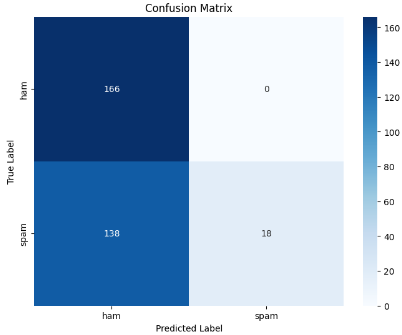 Confusion Matrix
160
140
120
100
80
60
40
20
0
ham
166
0
True Label
spam
138
18
ham
spam
Predicted Label